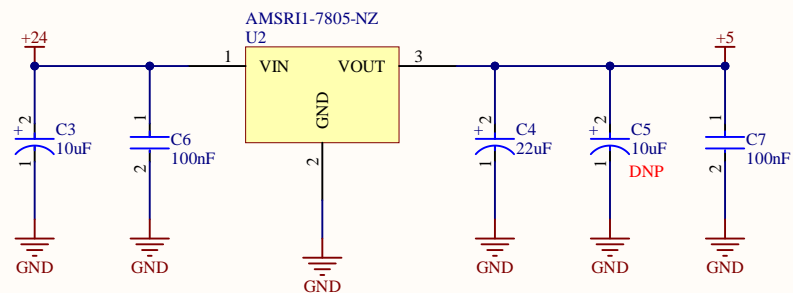 AMSRI1-7805-NZ
U2
+24
+5
1
VIN
VOUT
3
GND
2
+ 2
C3
10uF
1
1
C6
100nF
2
+ 2
C4
22uF
1
+ 2
C5
10uF
1
DNP
1
C7
100nF
2
GND
GND
GND
GND
GND
GND